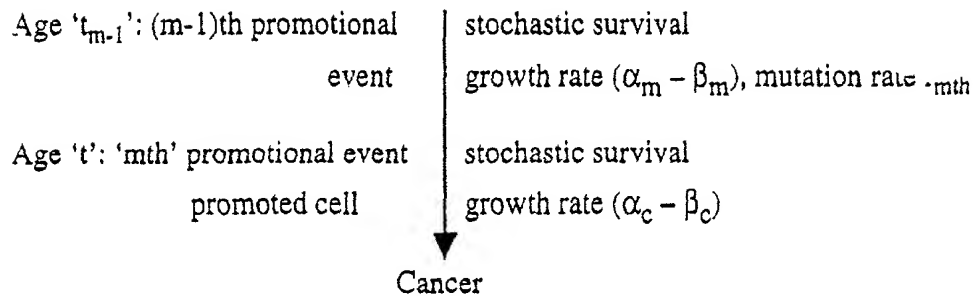 Age ‘t_{m-1}’: (m-1)th promotional event
stochastic survival
growth rate (α_m – β_m), mutation rate
Age ‘t’: ‘mth’ promotional event
promoted cell
stochastic survival
growth rate (α_c – β_c)
Cancer